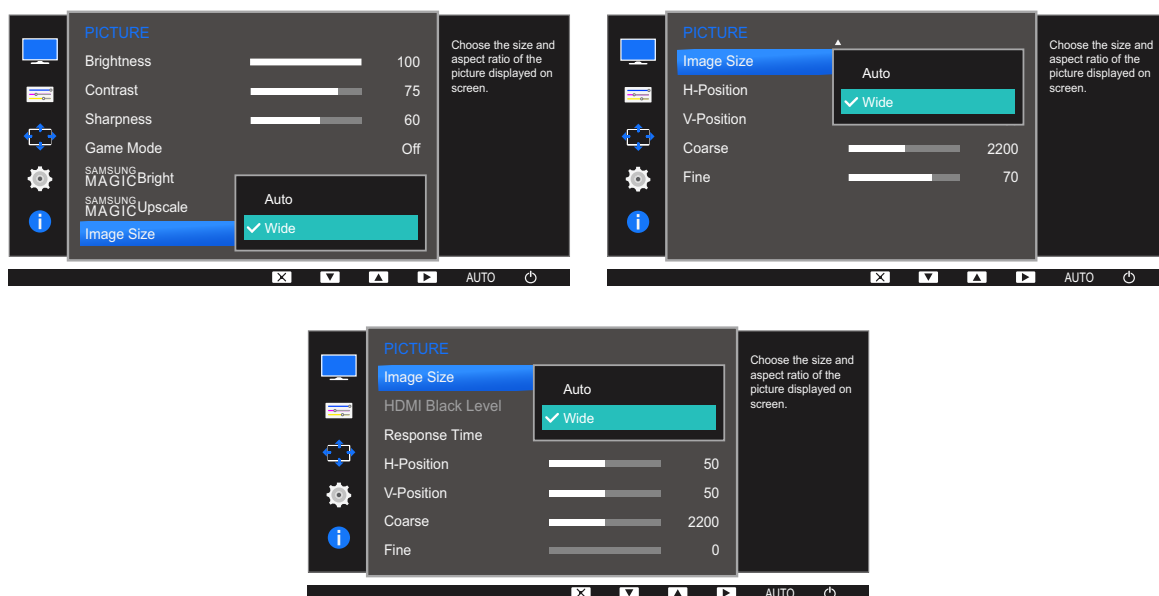 PICTURE
Brightness 100
Contrast 75
Sharpness 60
Game Mode Off
SAMSUNG
MAGICBright
SAMSUNG
MAGICUpscale
Image Size
Auto
Wide
Choose the size and
aspect ratio of the
picture displayed on
screen.
AUTO
PICTURE
Image Size
H-Position
V-Position
Coarse 2200
Fine 70
Auto
Wide
Choose the size and
aspect ratio of the
picture displayed on
screen.
AUTO
PICTURE
Image Size
HDMI Black Level
Response Time
H-Position 50
V-Position 50
Coarse 2200
Fine 0
Auto
Wide
Choose the size and
aspect ratio of the
picture displayed on
screen.
AUTO